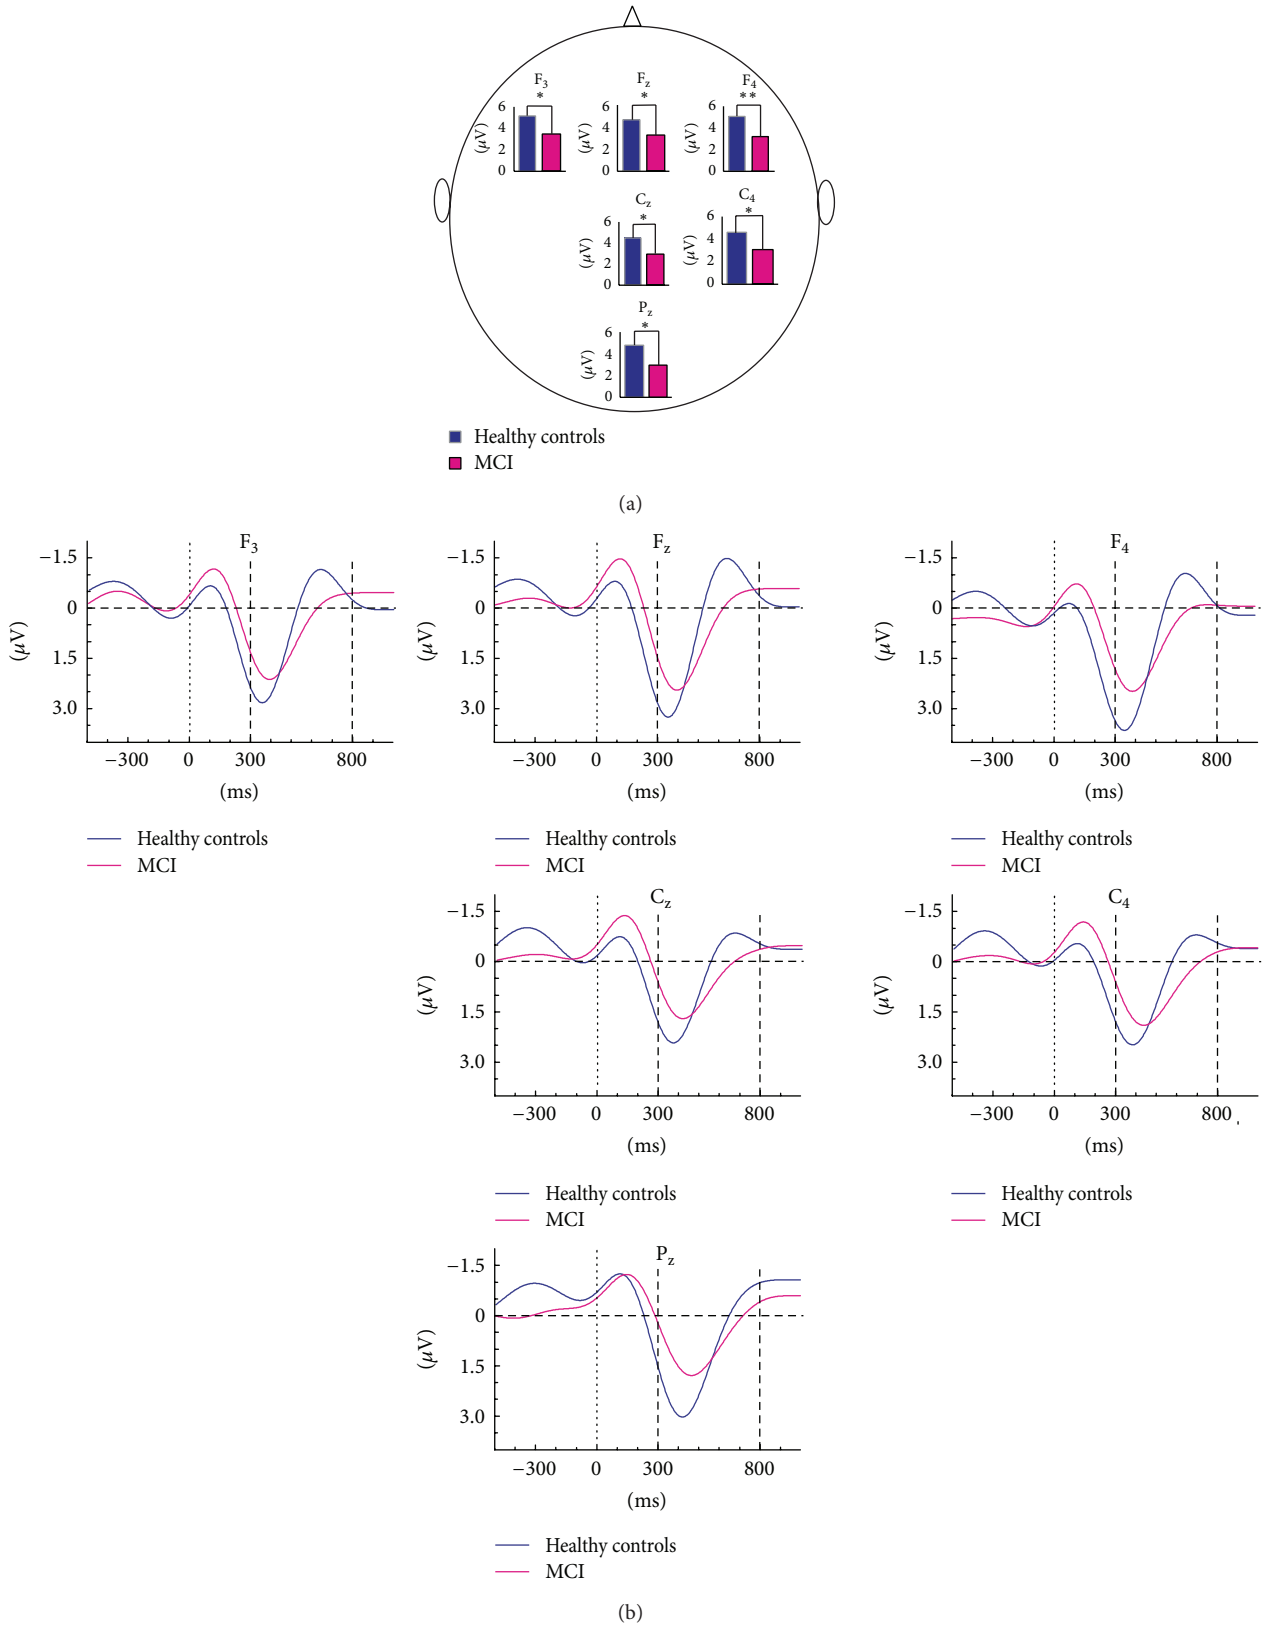 F3 Fz F4
* * **
6 6 6
4 4 4
2 2 2
0 0 0
(μV) (μV) (μV)
Cz C4
* *
6 6
4 4
2 2
0 0
(μV) (μV)
Pz
*
6
4
2
0
(μV)
Healthy controls
MCI
(a)
F3
−1.5
0
1.5
3.0
(μV)
−300 0 300 800
(ms)
Healthy controls
MCI
Fz
−1.5
0
1.5
3.0
(μV)
−300 0 300 800
(ms)
Healthy controls
MCI
F4
−1.5
0
1.5
3.0
(μV)
−300 0 300 800
(ms)
Healthy controls
MCI
Cz
−1.5
0
1.5
3.0
(μV)
−300 0 300 800
(ms)
Healthy controls
MCI
C4
−1.5
0
1.5
3.0
(μV)
−300 0 300 800
(ms)
Healthy controls
MCI
Pz
−1.5
0
1.5
3.0
(μV)
−300 0 300 800
(ms)
Healthy controls
MCI
(b)